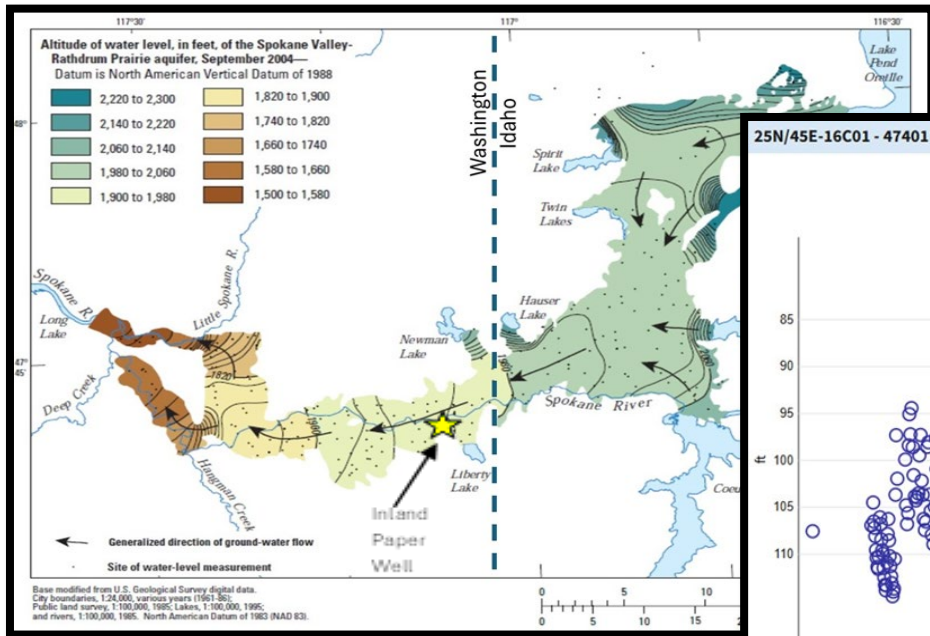 117°30'
117°
116°30'
Altitude of water level, in feet, of the Spokane Valley-
Rathdrum Prairie aquifer, September 2004—
Datum is North American Vertical Datum of 1988
2,220 to 2,300
2,140 to 2,220
2,060 to 2,140
1,980 to 2,060
1,900 to 1,980
1,820 to 1,900
1,740 to 1,820
1,660 to 1740
1,580 to 1,660
1,500 to 1,580
Washington
Idaho
Lake
Pend
Oreille
48°
Spirit
Lake
Twin
Lakes
Spokane R.
Long
Lake
Little Spokane R.
Hauser
Lake
Newman
Lake
47°
45'
1820
Deep Creek
Spokane River
Hangman Creek
Liberty
Lake
Coeu
Inland
Paper
Well
Generalized direction of ground-water flow
Site of water-level measurement
Base modified from U.S. Geological Survey digital data.
City boundaries, 1:24,000, various years (1961-86);
Public land survey, 1:100,000, 1985; Lakes, 1:100,000, 1995;
and rivers, 1:100,000, 1985. North American Datum of 1983 (NAD 83).
0 5 10
0 5 10 15 2
25N/45E-16C01 - 47401
85
90
95
100
105
110
ft